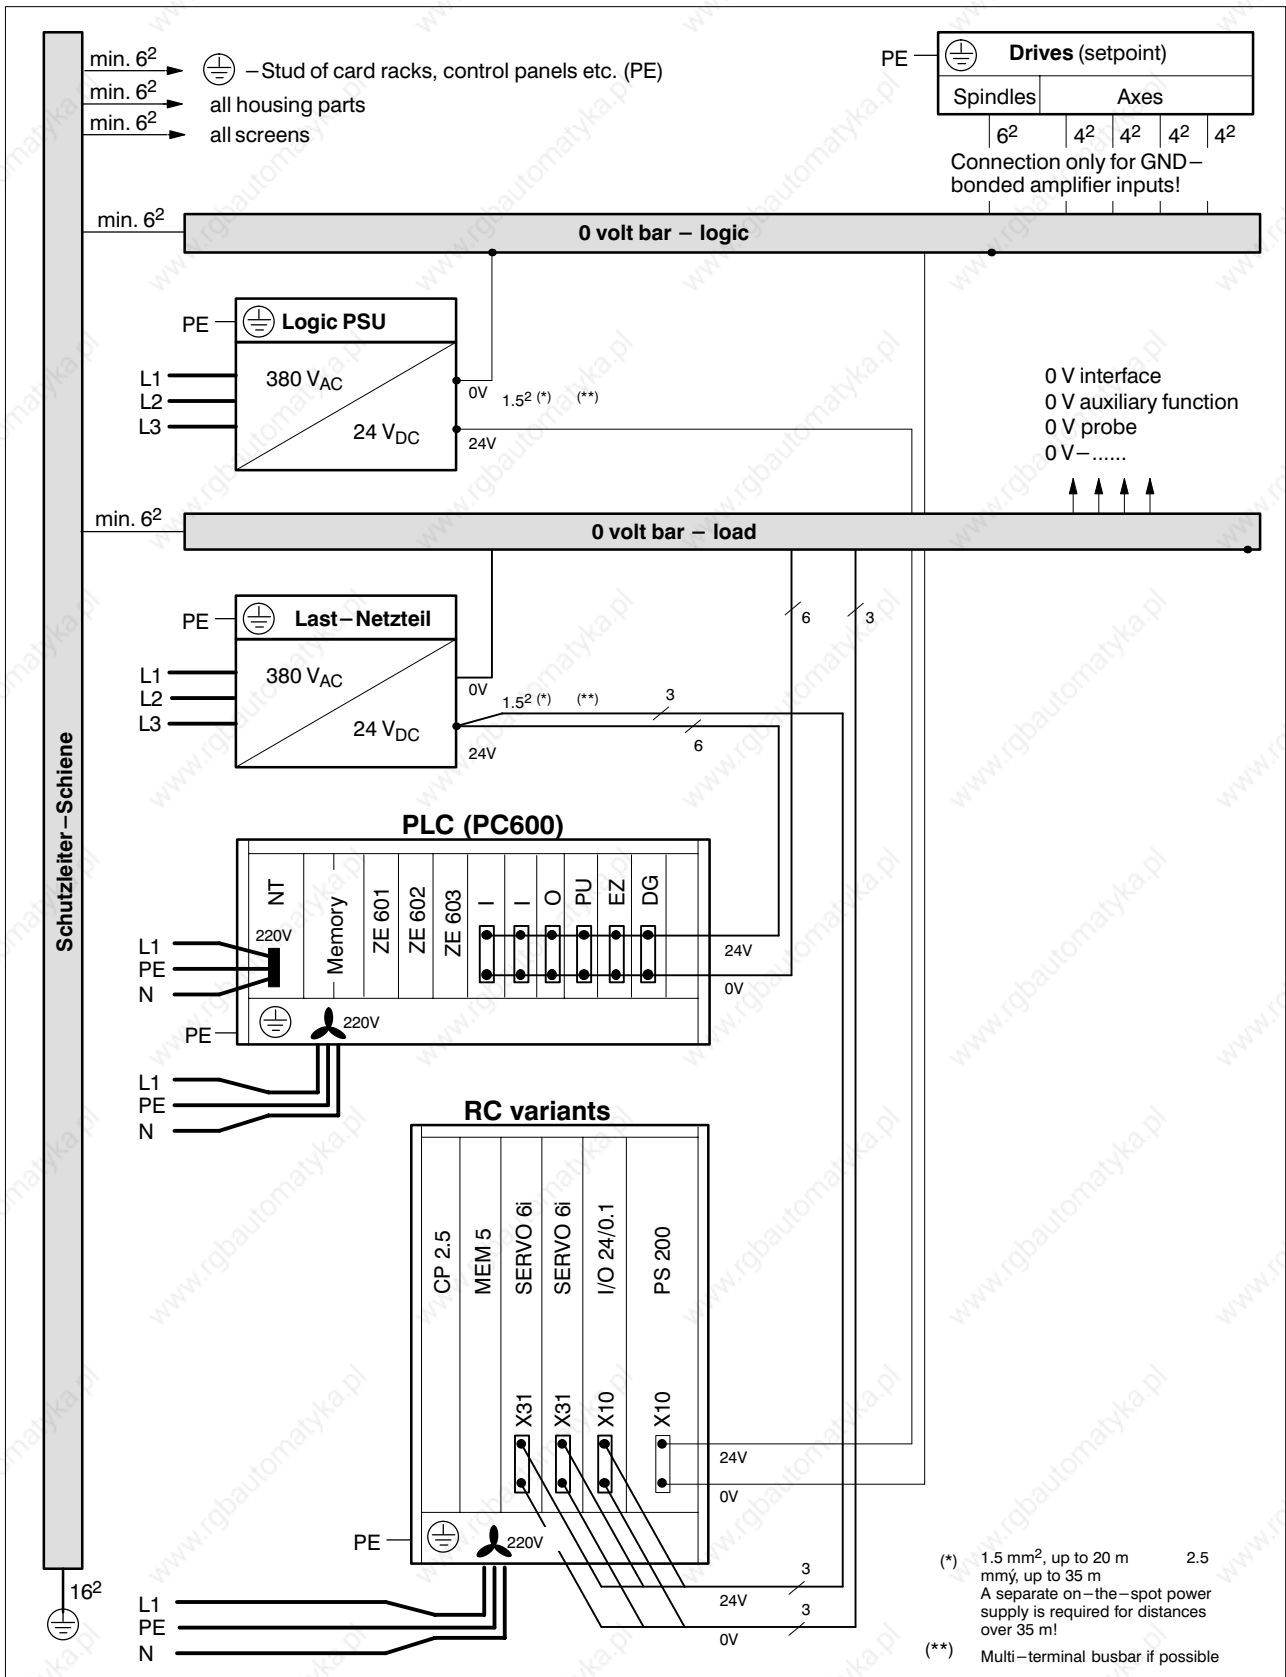 min. 6²
– Stud of card racks, control panels etc. (PE)
min. 6²
all housing parts
min. 6²
all screens
PE
Drives (setpoint)
Spindles
Axes
6² 4² 4² 4² 4²
Connection only for GND–
bonded amplifier inputs!
min. 6²
0 volt bar – logic
PE
Logic PSU
L1
L2
L3
380 VAC
24 VDC
0V
1.5² (*) (**)
24V
0 V interface
0 V auxiliary function
0 V probe
0 V–......
min. 6²
0 volt bar – load
6
3
PE
Last–Netzteil
L1
L2
L3
380 VAC
24 VDC
0V
1.5² (*) (**)
3
6
24V
Schutzleiter–Schiene
PLC (PC600)
NT
Memory
ZE 601
ZE 602
ZE 603
I
I
O
PU
EZ
DG
220V
L1
PE
N
24V
0V
PE
220V
L1
PE
N
RC variants
CP 2.5
MEM 5
SERVO 6i
SERVO 6i
I/O 24/0.1
PS 200
X31
X31
X10
X10
24V
0V
PE
220V
3
24V
3
0V
L1
PE
N
16²
(*) 1.5 mm², up to 20 m 2.5
mmý, up to 35 m
A separate on–the–spot power
supply is required for distances
over 35 m!
(**) Multi–terminal busbar if possible
www.rgbautomatyka.pl